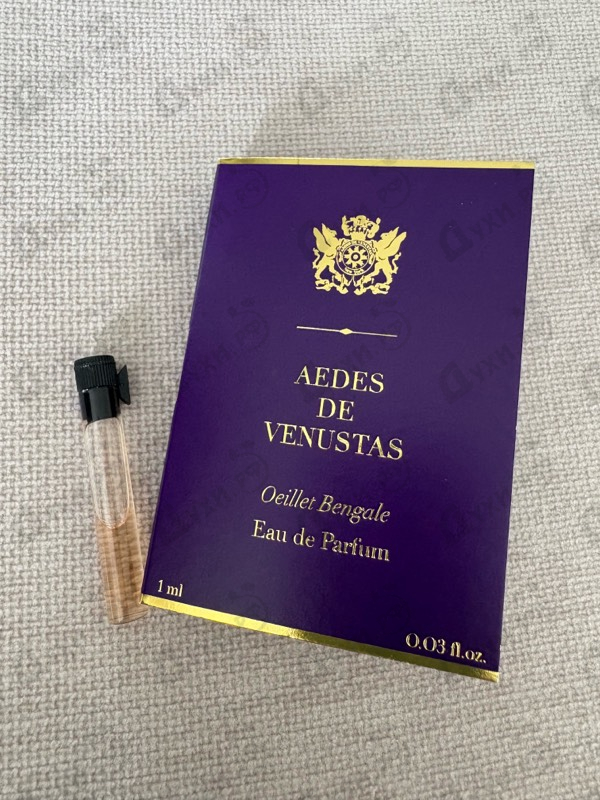 AEDES
DE
VENUSTAS
Oeillet Bengale
Eau de Parfum
1 ml
0.03 fl.oz.